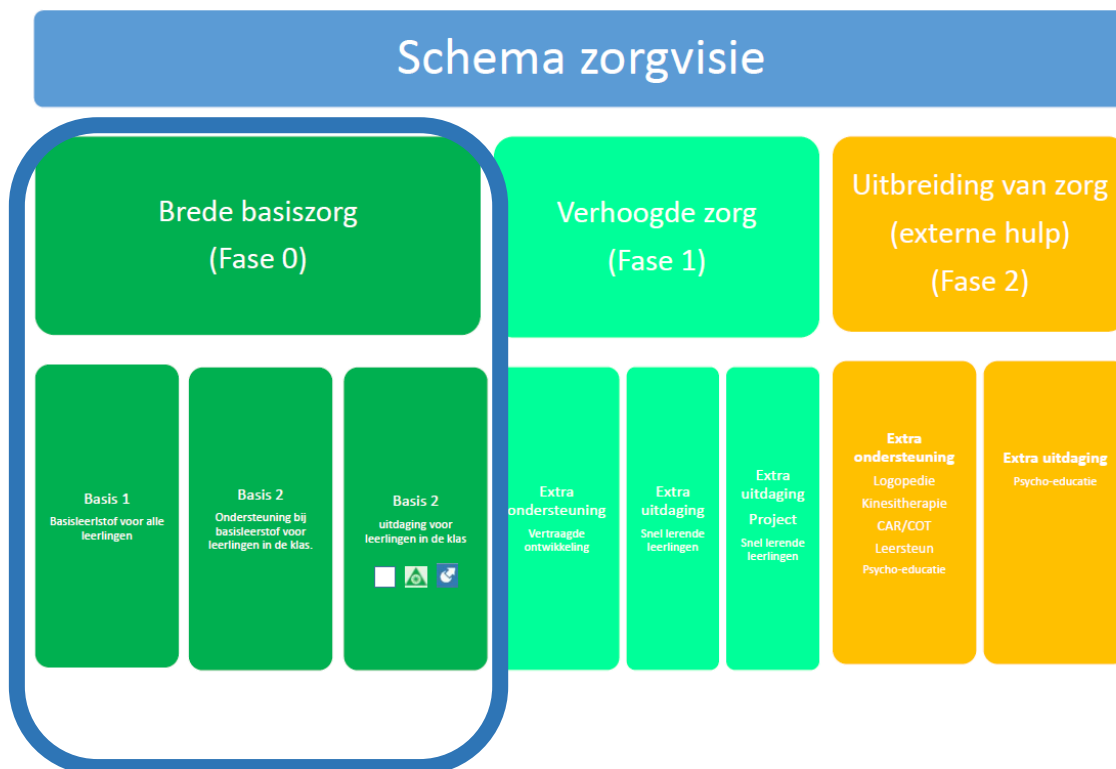 Schema zorgvisie
Brede basiszorg
(Fase 0)
Verhoogde zorg
(Fase 1)
Uitbreiding van zorg
(externe hulp)
(Fase 2)
Basis 1
Basisleerlstof voor alle
leerlingen
Basis 2
Ondersteuning bij
basisleerstof voor
leerlingen in de klas.
Basis 2
uitdaging voor
leerlingen in de klas
Extra
ondersteuning
Vertraagde
ontwikkeling
Extra
uitdaging
Snel lerende
leerlingen
Extra
uitdaging
Project
Snel lerende
leerlingen
Extra
ondersteuning
Logopedie
Kinesitherapie
CAR/COT
Leersteun
Psycho-educatie
Extra uitdaging
Psycho-educatie